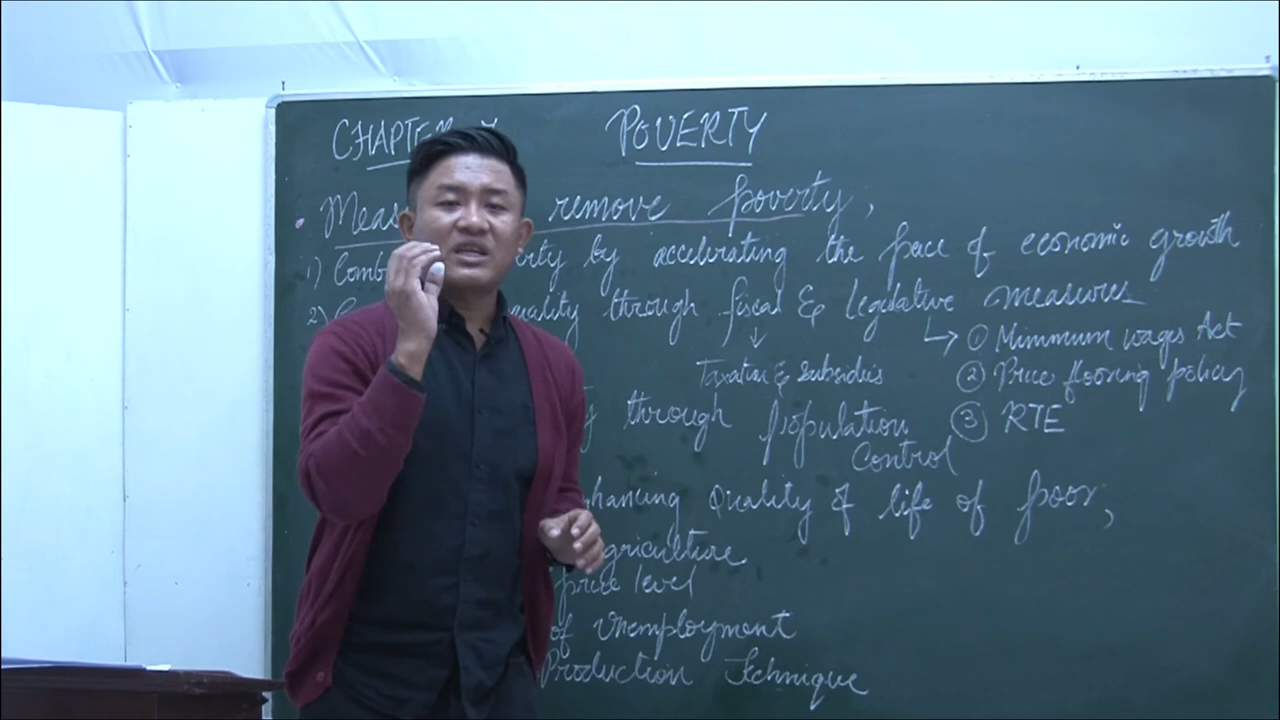 CHAPTER POVERTY
Meas remove poverty,
1) Comb erty by accelerating the pace of economic growth
2) uality through fiscal & legislative measures
↓ ↳ ① Minimum wages Act
Taxation & Subsidies ② Price flooring policy
y through population ③ RTE
Control
nhancing Quality of life of poor,
agriculture
price level
of Unemployment
Production Technique